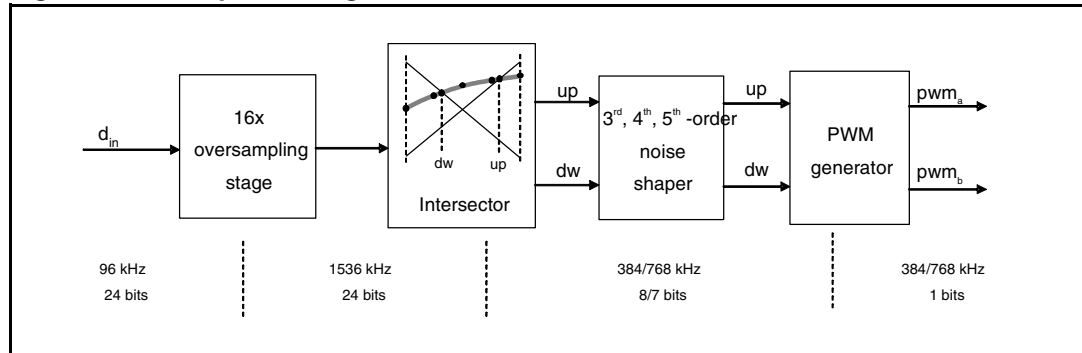 d_in
16x
oversampling
stage
dw
up
Intersector
up
dw
3rd, 4th, 5th -order
noise
shaper
up
dw
PWM
generator
pwm_a
pwm_b
96 kHz
24 bits
1536 kHz
24 bits
384/768 kHz
8/7 bits
384/768 kHz
1 bits